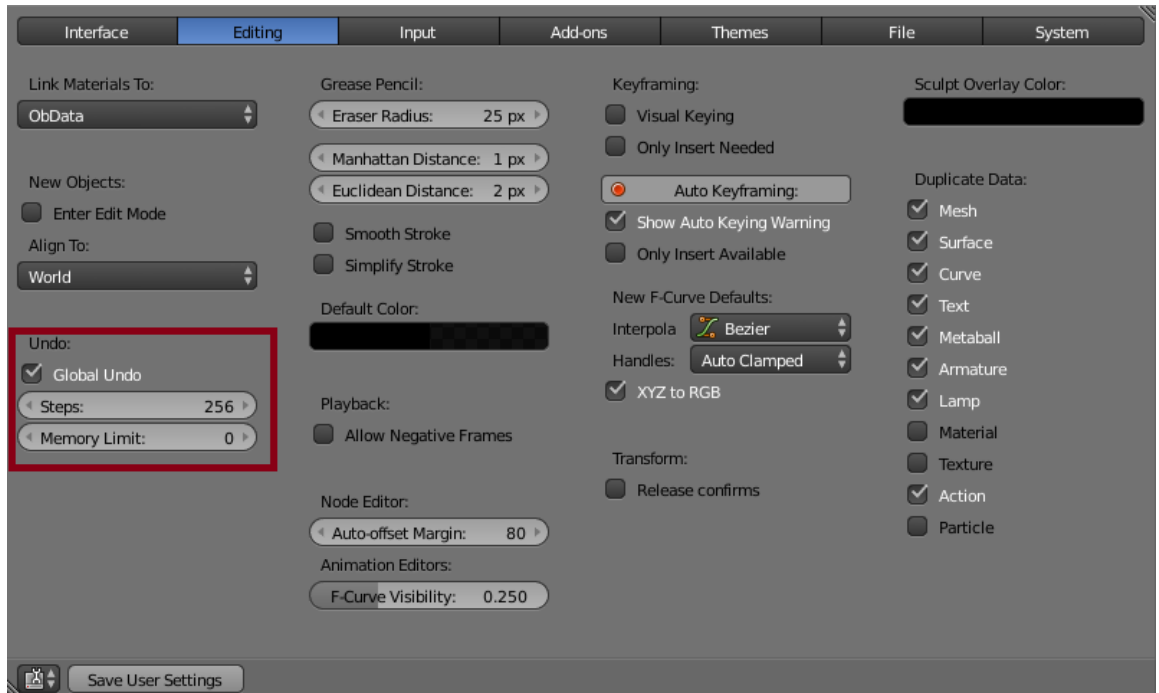 Interface Editing Input Add-ons Themes File System
Link Materials To:
ObData
New Objects:
Enter Edit Mode
Align To:
World
Undo:
Global Undo
Steps: 256
Memory Limit: 0
Grease Pencil:
Eraser Radius: 25 px
Manhattan Distance: 1 px
Euclidean Distance: 2 px
Smooth Stroke
Simplify Stroke
Default Color:
Playback:
Allow Negative Frames
Node Editor:
Auto-offset Margin: 80
Animation Editors:
F-Curve Visibility: 0.250
Keyframing:
Visual Keying
Only Insert Needed
Auto Keyframing:
Show Auto Keying Warning
Only Insert Available
New F-Curve Defaults:
Interpola Bezier
Handles: Auto Clamped
XYZ to RGB
Transform:
Release confirms
Sculpt Overlay Color:
Duplicate Data:
Mesh
Surface
Curve
Text
Metaball
Armature
Lamp
Material
Texture
Action
Particle
Save User Settings